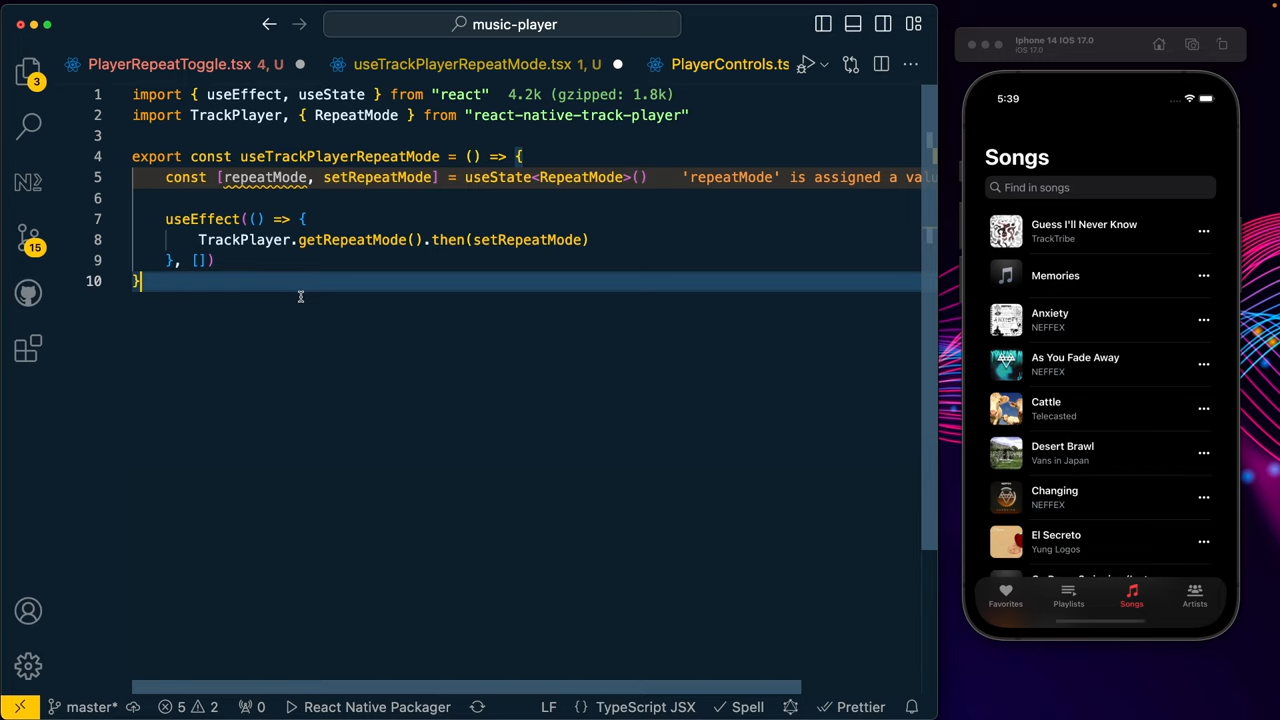 music-player
PlayerRepeatToggle.tsx 4, U
useTrackPlayerRepeatMode.tsx 1, U
PlayerControls.ts
3
15
1 import { useEffect, useState } from "react" 4.2k (gzipped: 1.8k)
2 import TrackPlayer, { RepeatMode } from "react-native-track-player"
3
4 export const useTrackPlayerRepeatMode = () => {
5 const [repeatMode, setRepeatMode] = useState<RepeatMode>() 'repeatMode' is assigned a valu
6
7 useEffect(() => {
8 TrackPlayer.getRepeatMode().then(setRepeatMode)
9 }, [])
10 }
master*
5 2
0
React Native Packager
LF
{} TypeScript JSX
Spell
Prettier
Iphone 14 IOS 17.0
iOS 17.0
5:39
Songs
Find in songs
Guess I'll Never Know
TrackTribe
Memories
Anxiety
NEFFEX
As You Fade Away
NEFFEX
Cattle
Telecasted
Desert Brawl
Vans in Japan
Changing
NEFFEX
El Secreto
Yung Logos
Favorites
Playlists
Songs
Artists